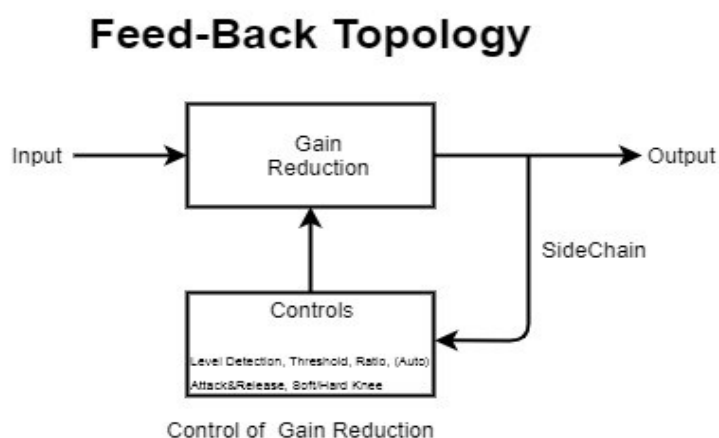 Feed-Back Topology
Input
Gain
Reduction
Output
SideChain
Controls
Level Detection, Threshold, Ratio, (Auto)
Attack&Release, Soft/Hard Knee
Control of Gain Reduction